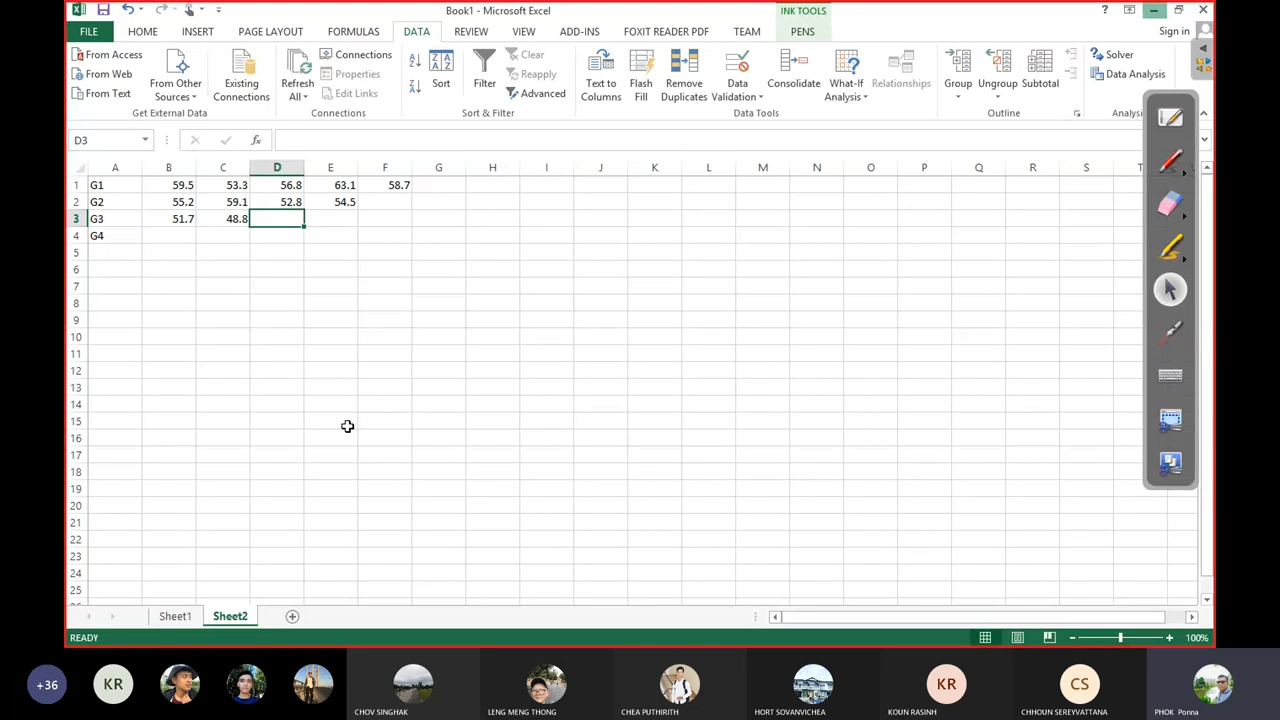 Book1 - Microsoft Excel
INK TOOLS
?
FILE
HOME
INSERT
PAGE LAYOUT
FORMULAS
DATA
REVIEW
VIEW
ADD-INS
FOXIT READER PDF
TEAM
PENS
Sign in
From Access
From Web
From Text
From Other Sources
Existing Connections
Get External Data
Refresh All
Connections
Properties
Edit Links
Connections
Sort
Filter
Clear
Reapply
Advanced
Sort & Filter
Text to Columns
Flash Fill
Remove Duplicates
Data Validation
Consolidate
What-If Analysis
Relationships
Data Tools
Group
Ungroup
Subtotal
Outline
Solver
Data Analysis
Analysi
D3
fx
A B C D E F G H I J K L M N O P Q R S T
1 G1 59.5 53.3 56.8 63.1 58.7
2 G2 55.2 59.1 52.8 54.5
3 G3 51.7 48.8
4 G4
5
6
7
8
9
10
11
12
13
14
15
16
17
18
19
20
21
22
23
24
25
Sheet1
Sheet2
READY
100%
+36
KR
CHOV SINGHAK
LENG MENG THONG
CHEA PUTHIRITH
HORT SOVANVICHEA
KR
KOUN RASINH
CS
CHHOUN SEREYVATTANA
PHOK Ponna